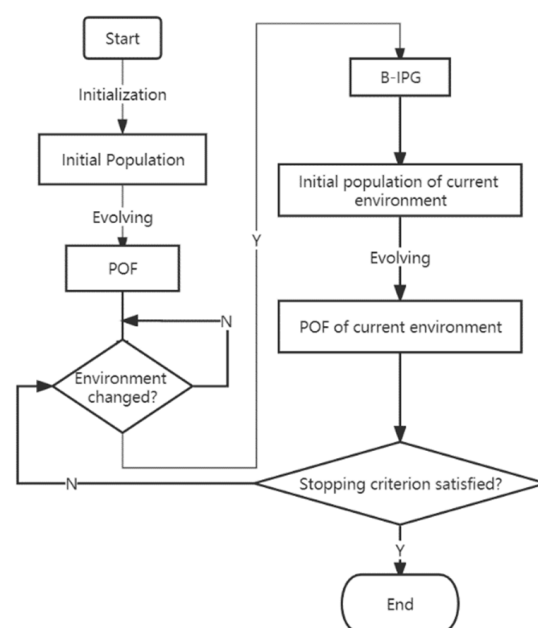 Start
Initialization
Initial Population
Evolving
POF
N
Environment
changed?
Y
B-IPG
Initial population of current
environment
Evolving
POF of current environment
Stopping criterion satisfied?
N
Y
End